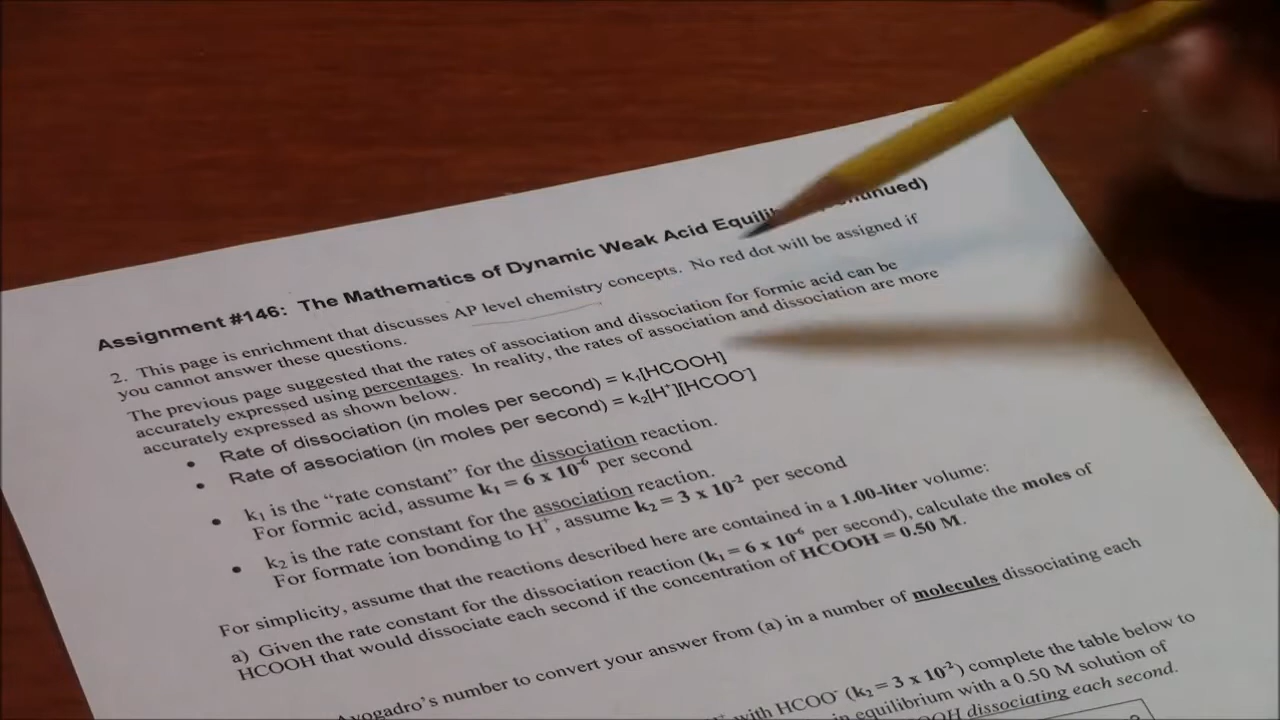 Assignment #146: The Mathematics of Dynamic Weak Acid
2. This page is enrichment that discusses AP level chemistry concepts. No red dot will be assigned if
you cannot answer these questions.
The previous page suggested that the rates of association and dissociation for formic acid can be
accurately expressed using percentages. In reality, the rates of association and dissociation are more
accurately expressed as shown below.
• Rate of dissociation (in moles per second) = k₁[HCOOH]
• Rate of association (in moles per second) = k₂[H⁺][HCOO⁻]
• k₁ is the “rate constant” for the dissociation reaction.
For formic acid, assume k₁ = 6 x 10⁻⁶ per second
• k₂ is the rate constant for the association reaction.
For formate ion bonding to H⁺, assume k₂ = 3 x 10⁻² per second
For simplicity, assume that the reactions described here are contained in a 1.00-liter volume:
a) Given the rate constant for the dissociation reaction (k₁ = 6 x 10⁻⁶ per second), calculate the moles of
HCOOH that would dissociate each second if the concentration of HCOOH = 0.50 M.
Avogadro’s number to convert your answer from (a) in a number of molecules dissociating each
with HCOO⁻ (k₂ = 3 x 10⁻²) complete the table below to
in equilibrium with a 0.50 M solution of
dissociating each second.